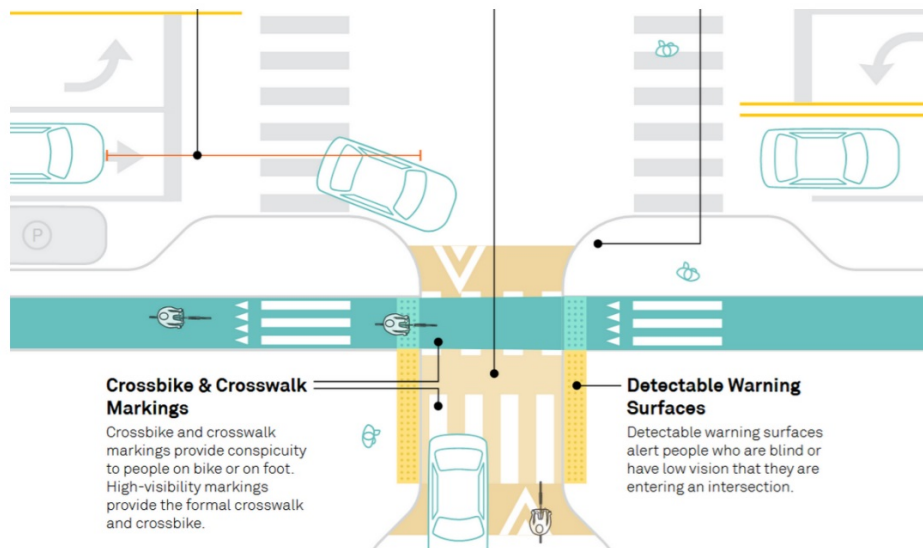 P
Crossbike & Crosswalk
Markings
Crossbike and crosswalk
markings provide conspicuity
to people on bike or on foot.
High-visibility markings
provide the formal crosswalk
and crossbike.
Detectable Warning
Surfaces
Detectable warning surfaces
alert people who are blind or
have low vision that they are
entering an intersection.